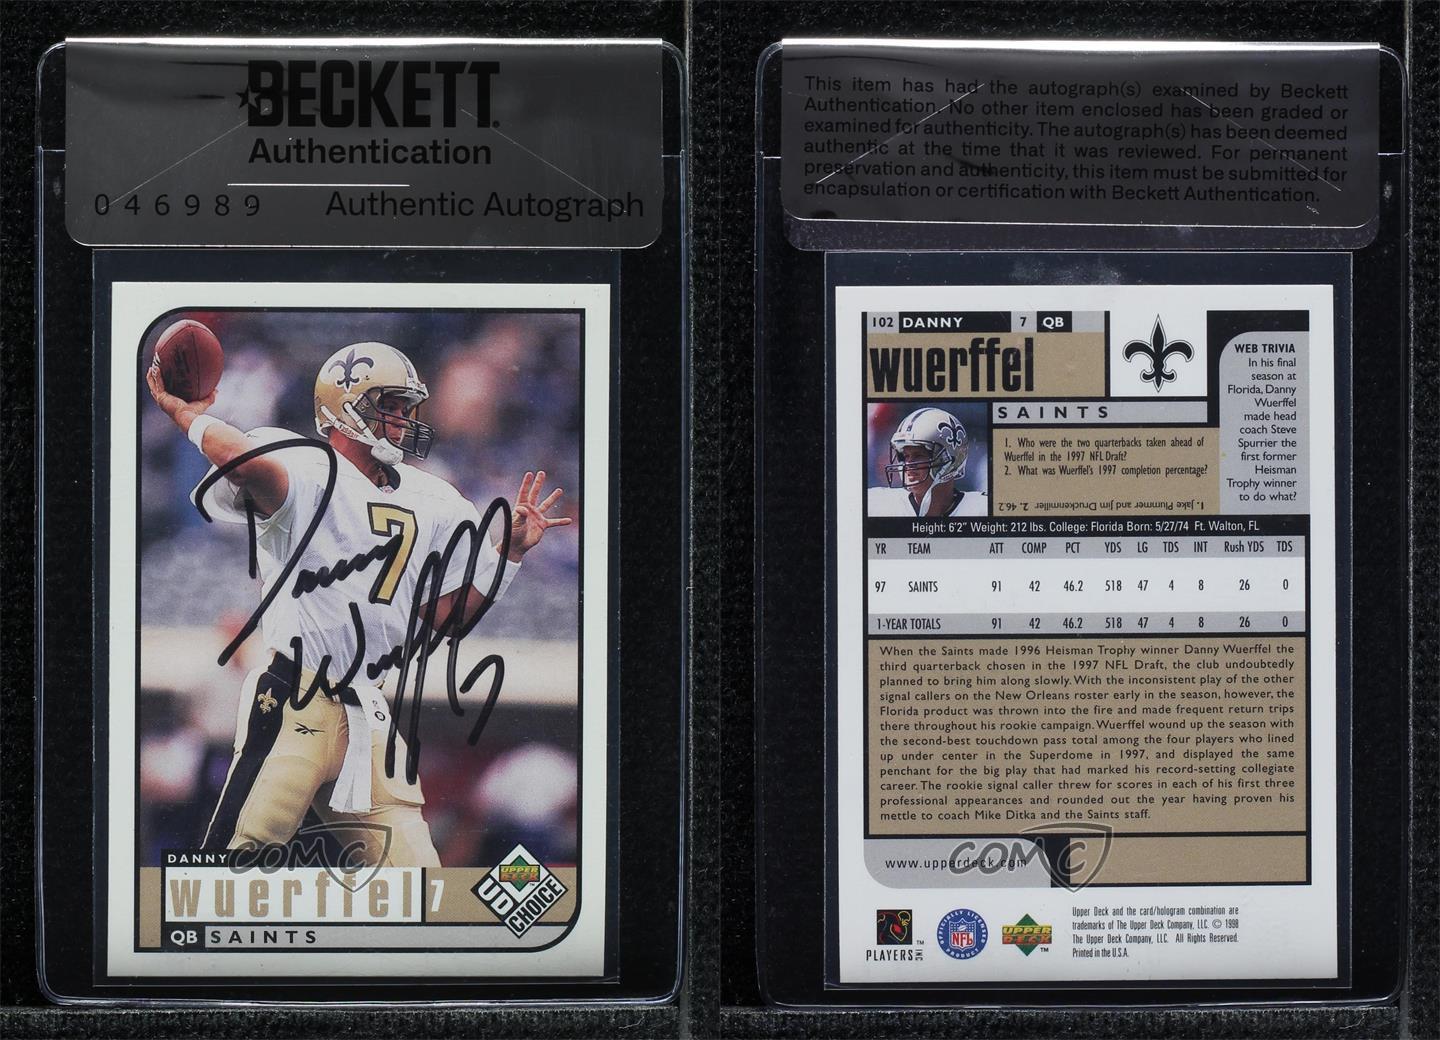 BECKETT
Authentication
046989 Authentic Autograph
Danny 7
Wuerffel
7
DANNY
wuerffel 7
QB SAINTS
UPPER DECK
UD CHOICE
COMC
This item has had the autograph(s) examined by Beckett
Authentication. No other item enclosed has been graded or
examined for authenticity. The autograph(s) has been deemed
authentic at the time that it was reviewed. For permanent
preservation and authenticity, this item must be submitted for
encapsulation or certification with Beckett Authentication.
102 DANNY 7 QB
wuerffel
SAINTS
WEB TRIVIA
In his final
season at
Florida, Danny
Wuerffel
made head
coach Steve
Spurrier the
first former
Heisman
Trophy winner
to do what?
1. Who were the two quarterbacks taken ahead of
Wuerffel in the 1997 NFL Draft?
2. What was Wuerffel's 1997 completion percentage?
1. Jake Plummer and Jim Druckenmiller 2. 46.2
Height: 6'2" Weight: 212 lbs. College: Florida Born: 5/27/74 Ft. Walton, FL
YR TEAM ATT COMP PCT YDS LG TDS INT Rush YDS TDS
97 SAINTS 91 42 46.2 518 47 4 8 26 0
1-YEAR TOTALS 91 42 46.2 518 47 4 8 26 0
When the Saints made 1996 Heisman Trophy winner Danny Wuerffel the
third quarterback chosen in the 1997 NFL Draft, the club undoubtedly
planned to bring him along slowly. With the inconsistent play of the other
signal callers on the New Orleans roster early in the season, however, the
Florida product was thrown into the fire and made frequent return trips
there throughout his rookie campaign. Wuerffel wound up the season with
the second-best touchdown pass total among the four players who lined
up under center in the Superdome in 1997, and displayed the same
penchant for the big play that had marked his record-setting collegiate
career. The rookie signal caller threw for scores in each of his first three
professional appearances and rounded out the year having proven his
mettle to coach Mike Ditka and the Saints staff.
www.upperdeck.com
COMC
PLAYERS INC ™
OFFICIALLY LICENSED PRODUCT NFL
UPPER DECK ™
Upper Deck and the card/hologram combination are
trademarks of The Upper Deck Company, LLC. © 1998
The Upper Deck Company, LLC. All Rights Reserved.
Printed in the U.S.A.